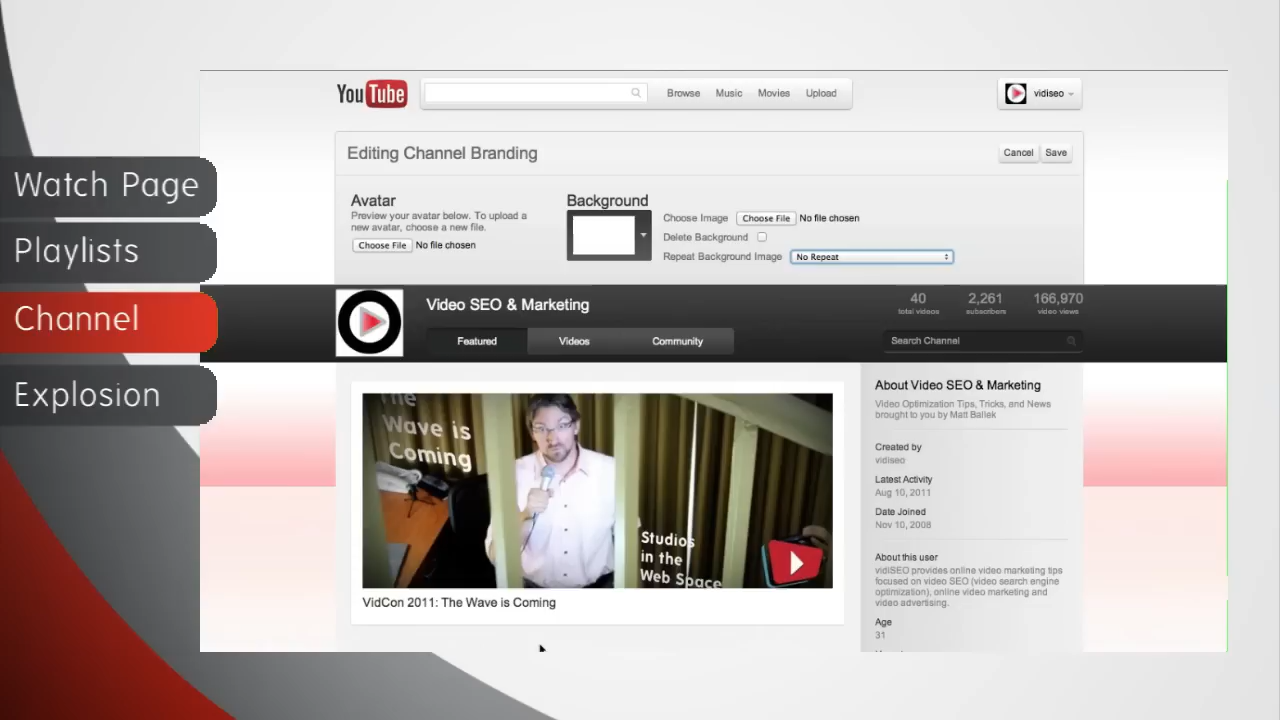 YouTube
Browse Music Movies Upload
vidiseo
Editing Channel Branding
Cancel Save
Watch Page
Playlists
Channel
Explosion
Avatar
Preview your avatar below. To upload a
new avatar, choose a new file.
Choose File No file chosen
Background
Choose Image Choose File No file chosen
Delete Background
Repeat Background Image No Repeat
Video SEO & Marketing
40 2,261 166,970
total videos subscribers video views
Featured Videos Community
Search Channel
The
Wave is
Coming
Studios
in the
Web Space
VidCon 2011: The Wave is Coming
About Video SEO & Marketing
Video Optimization Tips, Tricks, and News
brought to you by Matt Ballek
Created by
vidiseo
Latest Activity
Aug 10, 2011
Date Joined
Nov 10, 2008
About this user
vidiSEO provides online video marketing tips
focused on video SEO (video search engine
optimization), online video marketing and
video advertising.
Age
31